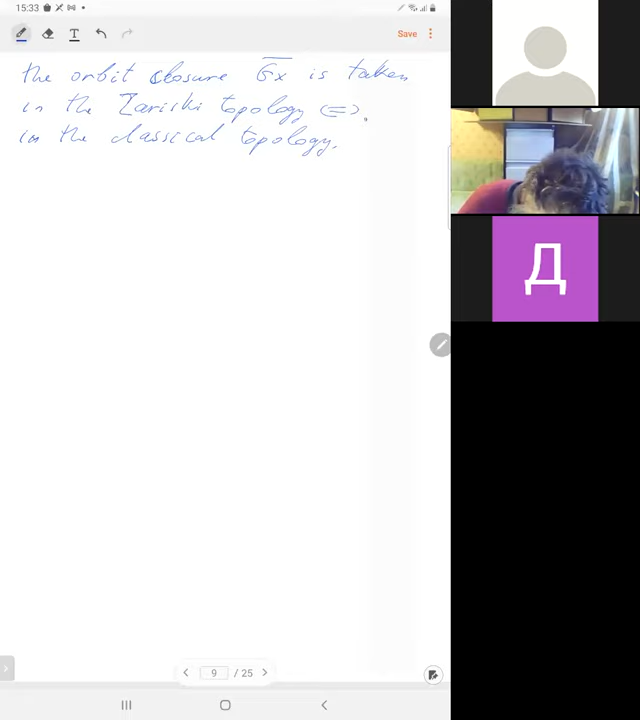 15:33
T
Save
the orbit closure Gx is taken
in the Zariski topology <=>
in the classical topology.
Д
9 / 25